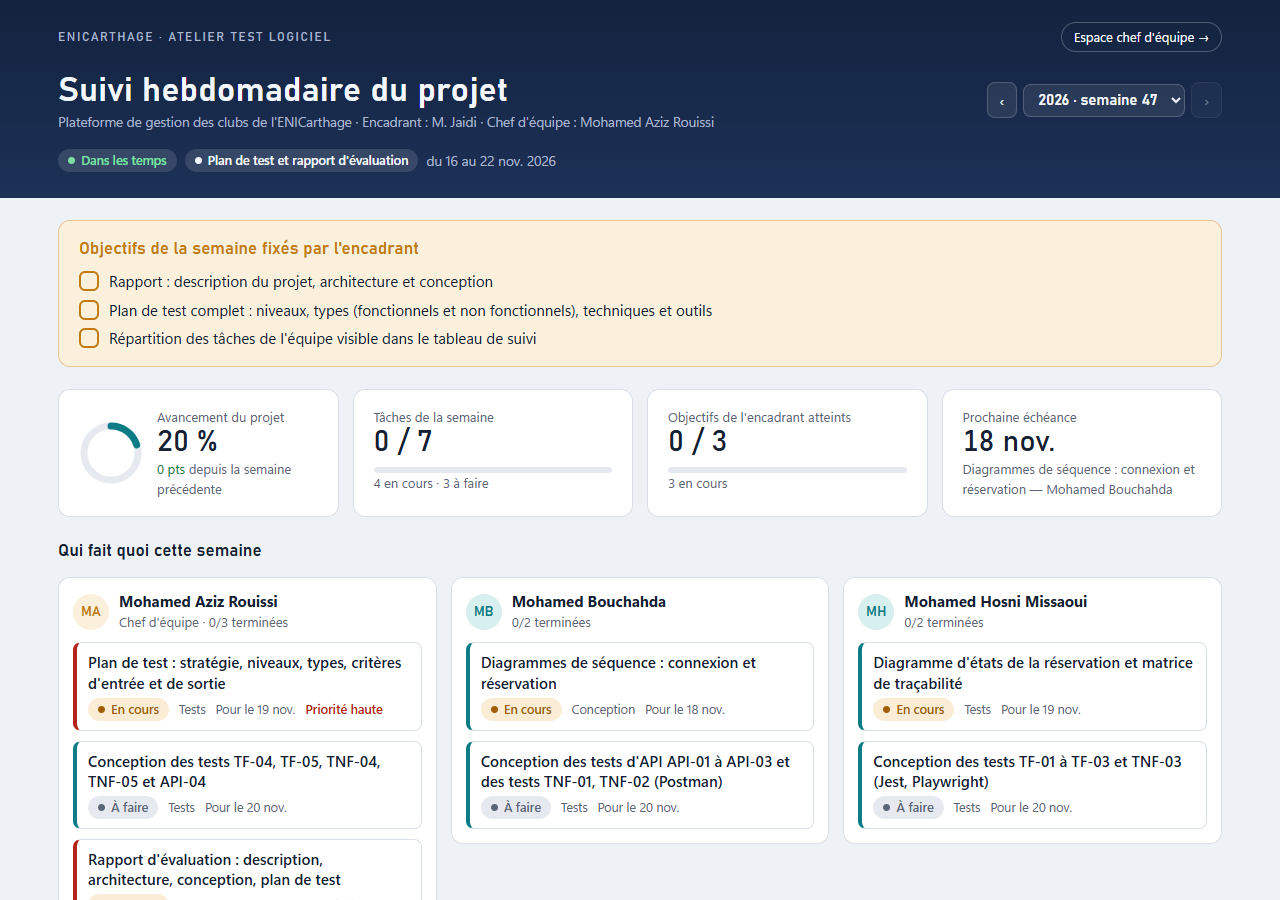 ENICARTHAGE · ATELIER TEST LOGICIEL
Espace chef d'équipe →
Suivi hebdomadaire du projet
‹
2026 · semaine 47
›
Plateforme de gestion des clubs de l'ENICarthage · Encadrant : M. Jaidi · Chef d'équipe : Mohamed Aziz Rouissi
Dans les temps
Plan de test et rapport d'évaluation
du 16 au 22 nov. 2026
Objectifs de la semaine fixés par l'encadrant
Rapport : description du projet, architecture et conception
Plan de test complet : niveaux, types (fonctionnels et non fonctionnels), techniques et outils
Répartition des tâches de l'équipe visible dans le tableau de suivi
Avancement du projet
20 %
0 pts depuis la semaine
précédente
Tâches de la semaine
0 / 7
4 en cours · 3 à faire
Objectifs de l'encadrant atteints
0 / 3
3 en cours
Prochaine échéance
18 nov.
Diagrammes de séquence : connexion et
réservation — Mohamed Bouchahda
Qui fait quoi cette semaine
MA
Mohamed Aziz Rouissi
Chef d'équipe · 0/3 terminées
Plan de test : stratégie, niveaux, types, critères
d'entrée et de sortie
En cours Tests Pour le 19 nov. Priorité haute
Conception des tests TF-04, TF-05, TNF-04,
TNF-05 et API-04
À faire Tests Pour le 20 nov.
Rapport d'évaluation : description,
architecture, conception, plan de test
MB
Mohamed Bouchahda
0/2 terminées
Diagrammes de séquence : connexion et
réservation
En cours Conception Pour le 18 nov.
Conception des tests d'API API-01 à API-03 et
des tests TNF-01, TNF-02 (Postman)
À faire Tests Pour le 20 nov.
MH
Mohamed Hosni Missaoui
0/2 terminées
Diagramme d'états de la réservation et matrice
de traçabilité
En cours Tests Pour le 19 nov.
Conception des tests TF-01 à TF-03 et TNF-03
(Jest, Playwright)
À faire Tests Pour le 20 nov.